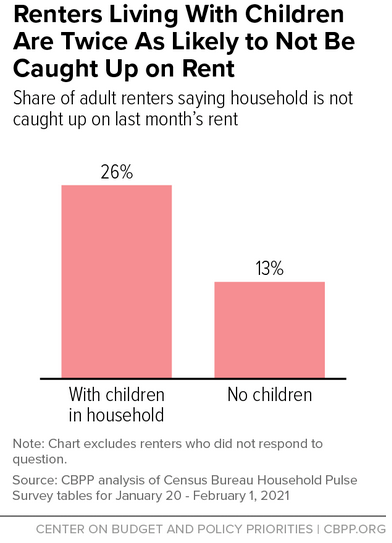 Renters Living With Children
Are Twice As Likely to Not Be
Caught Up on Rent
Share of adult renters saying household is not
caught up on last month's rent
26%
13%
With children
in household
No children
Note: Chart excludes renters who did not respond to
question.
Source: CBPP analysis of Census Bureau Household Pulse
Survey tables for January 20 - February 1, 2021
CENTER ON BUDGET AND POLICY PRIORITIES | CBPP.ORG